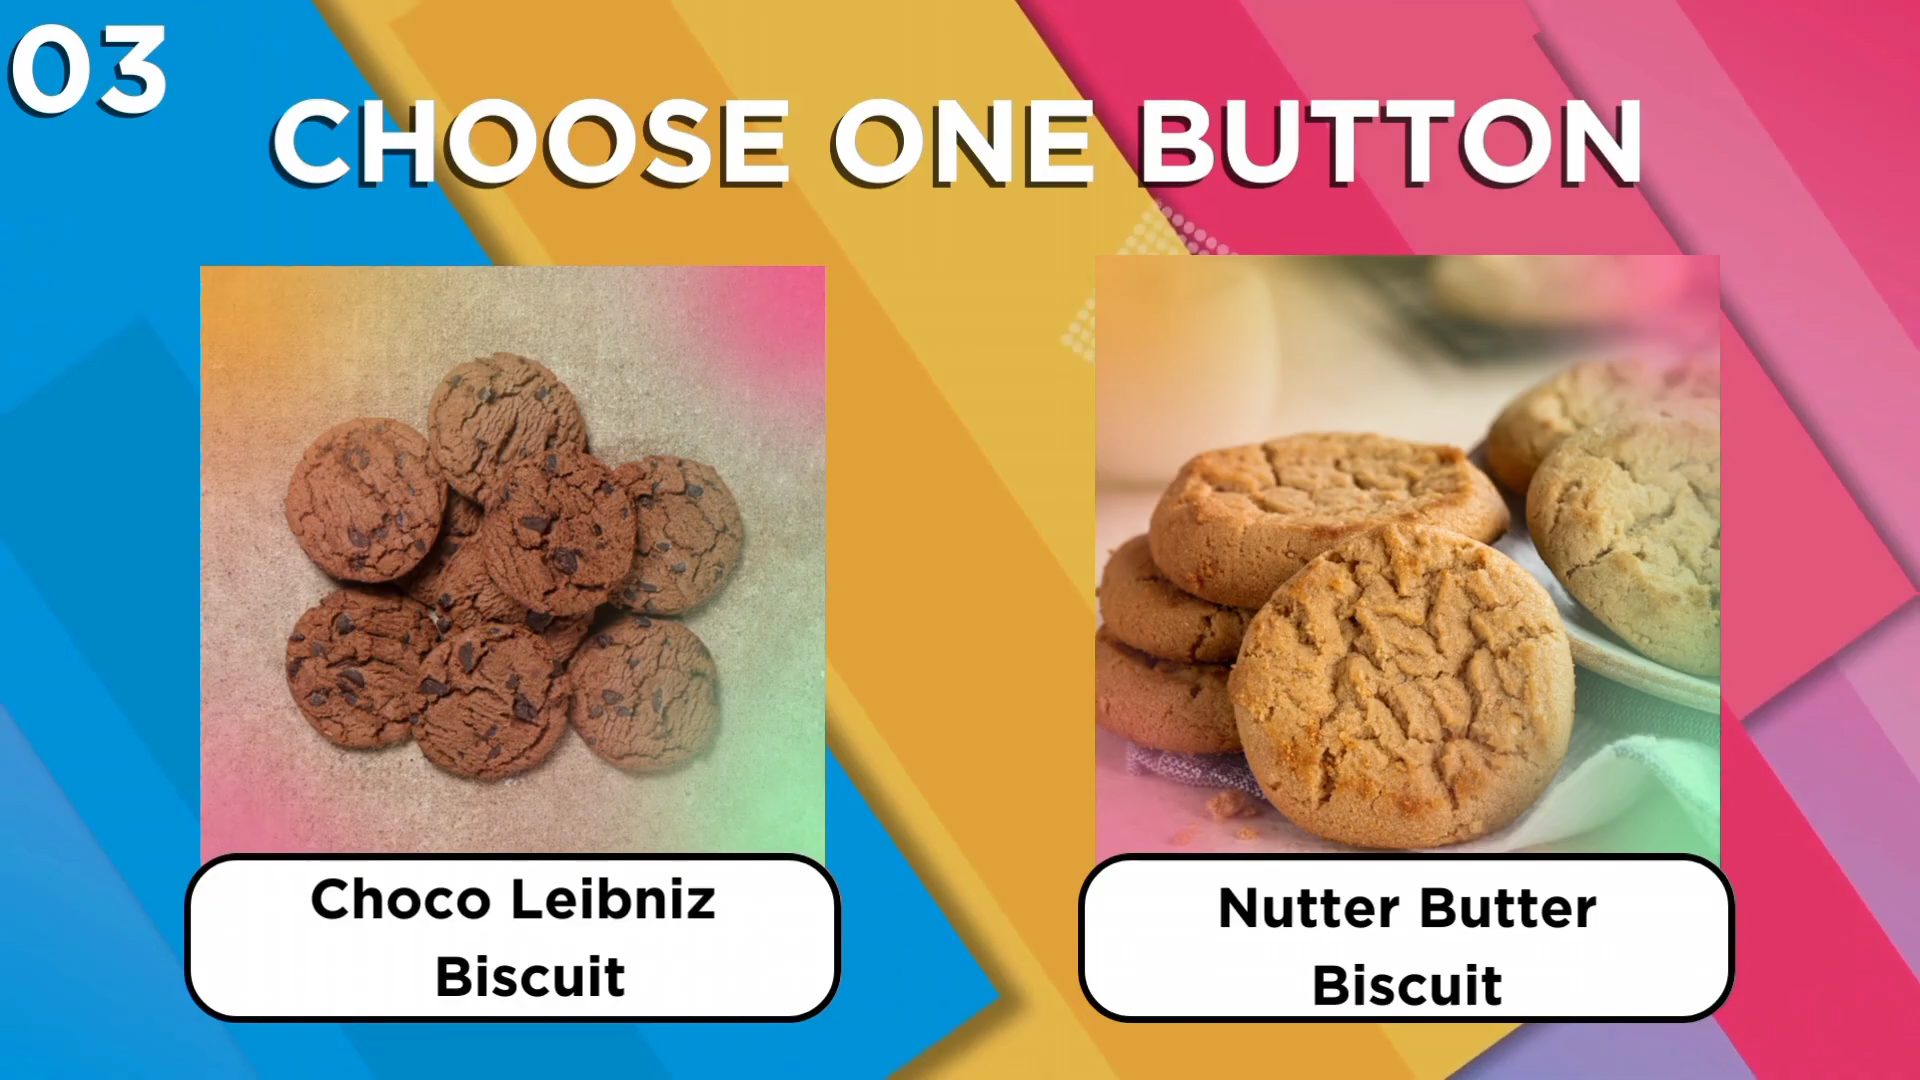 03
CHOOSE ONE BUTTON
Choco Leibniz
Biscuit
Nutter Butter
Biscuit